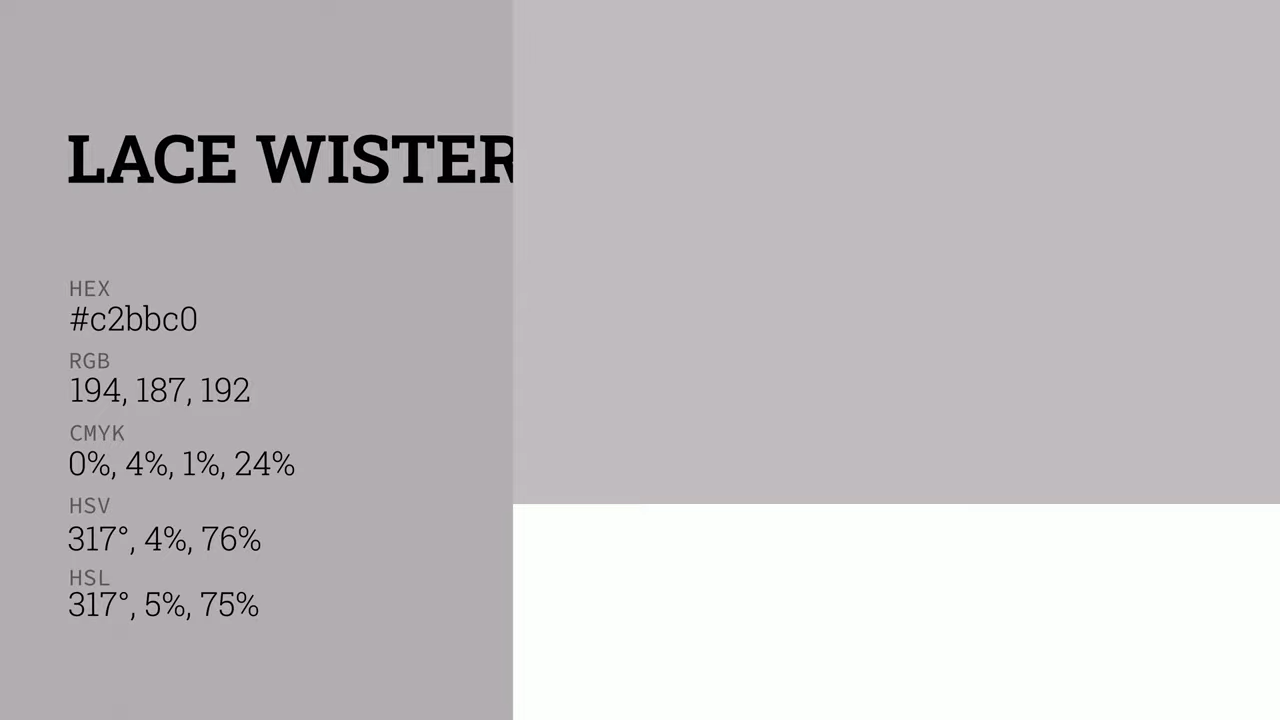 LACE WISTER
HEX
#c2bbc0
RGB
194, 187, 192
CMYK
0%, 4%, 1%, 24%
HSV
317°, 4%, 76%
HSL
317°, 5%, 75%